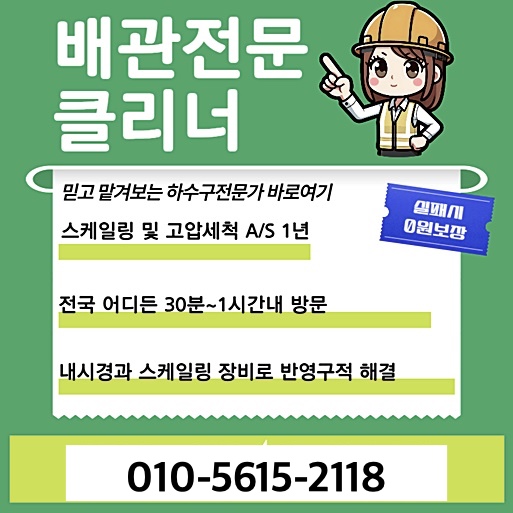 배관전문
클리너
믿고 맡겨보는 하수구전문가 바로여기
스케일링 및 고압세척 A/S 1년
실패시
0원보장
전국 어디든 30분~1시간내 방문
내시경과 스케일링 장비로 반영구적 해결
010-5615-2118